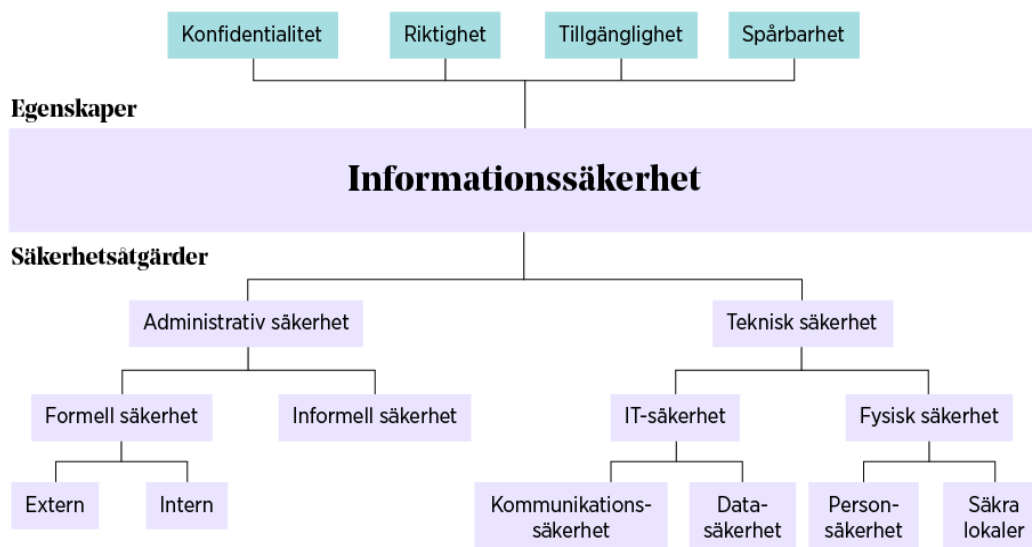 Konfidentialitet
Riktighet
Tillgänglighet
Spårbarhet
Egenskaper
Informationssäkerhet
Säkerhetsåtgärder
Administrativ säkerhet
Teknisk säkerhet
Formell säkerhet
Informell säkerhet
IT-säkerhet
Fysisk säkerhet
Extern
Intern
Kommunikations-
säkerhet
Data-
säkerhet
Person-
säkerhet
Säkra
lokaler